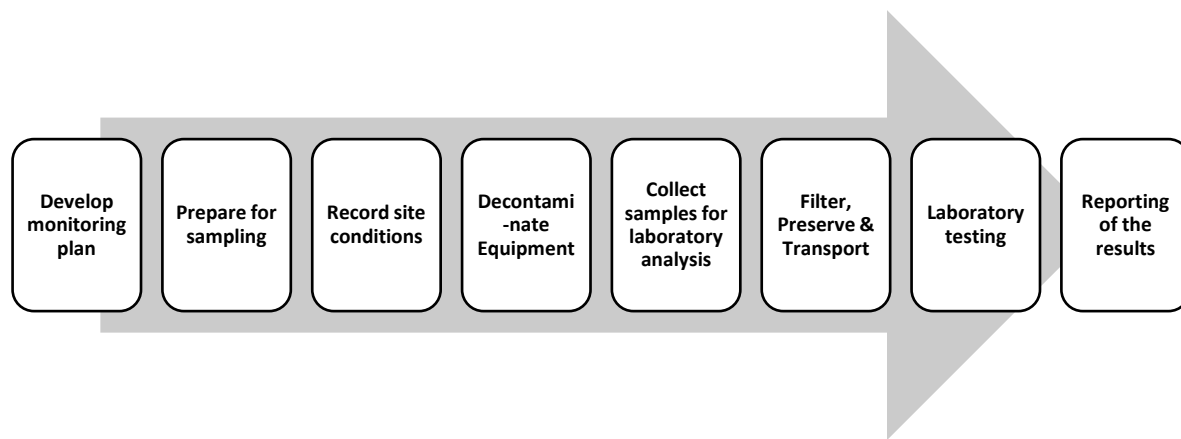 Develop
monitoring
plan
Prepare for
sampling
Record site
conditions
Decontami
-nate
Equipment
Collect
samples for
laboratory
analysis
Filter,
Preserve &
Transport
Laboratory
testing
Reporting
of the
results